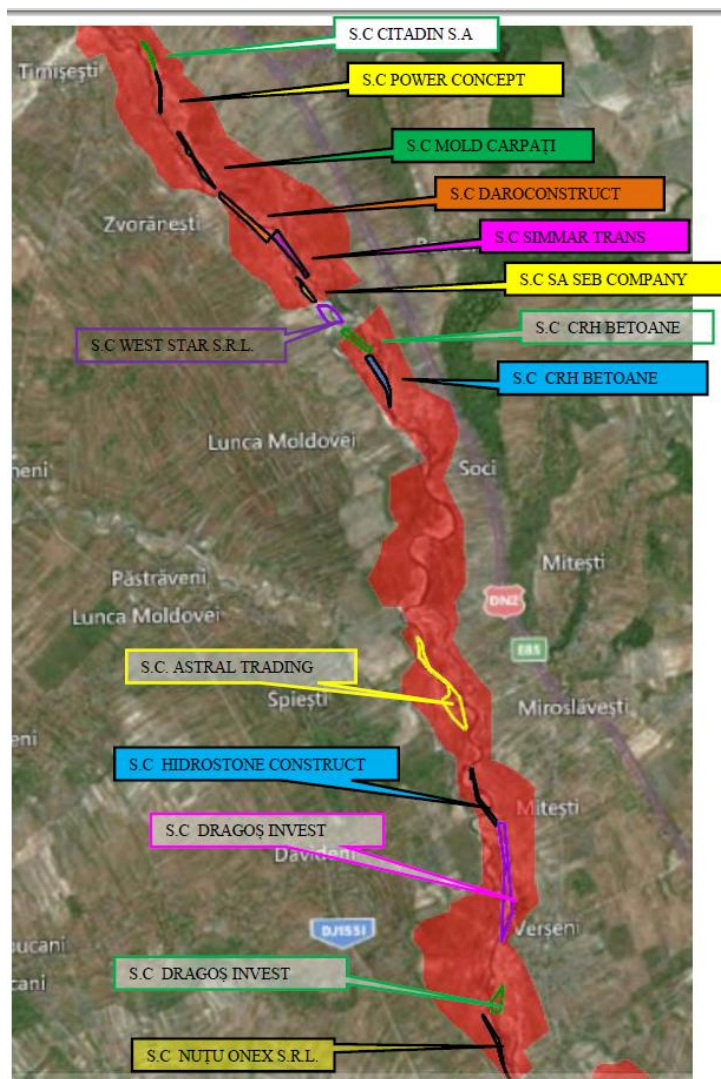 S.C CITADIN S.A
Timișești
S.C POWER CONCEPT
S.C MOLD CARPAȚI
S.C DAROCONSTRUCT
Zvorănești
S.C SIMMAR TRANS
S.C SA SEB COMPANY
S.C WEST STAR S.R.L.
S.C CRH BETOANE
S.C CRH BETOANE
Lunca Moldovei
Soci
Mitești
Păstrăveni
DN2
Lunca Moldovei
E85
S.C. ASTRAL TRADING
Spiești
Miroslăvești
S.C HIDROSTONE CONSTRUCT
Mitești
S.C DRAGOȘ INVEST
Davideni
DJ155I
Verșeni
S.C DRAGOȘ INVEST
S.C NUȚU ONEX S.R.L.